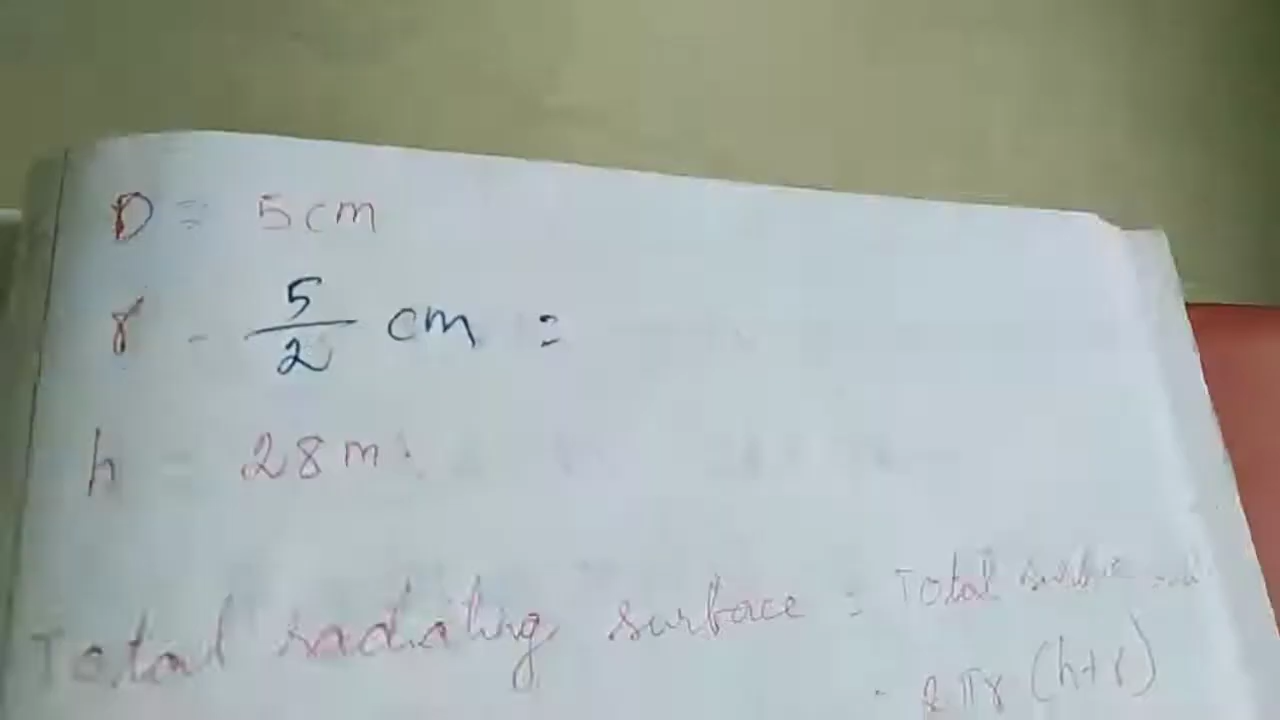 D = 5cm
r = 5/2 cm =
h = 28m
Total radiating surface = Total surface
= 2πr (h+r)